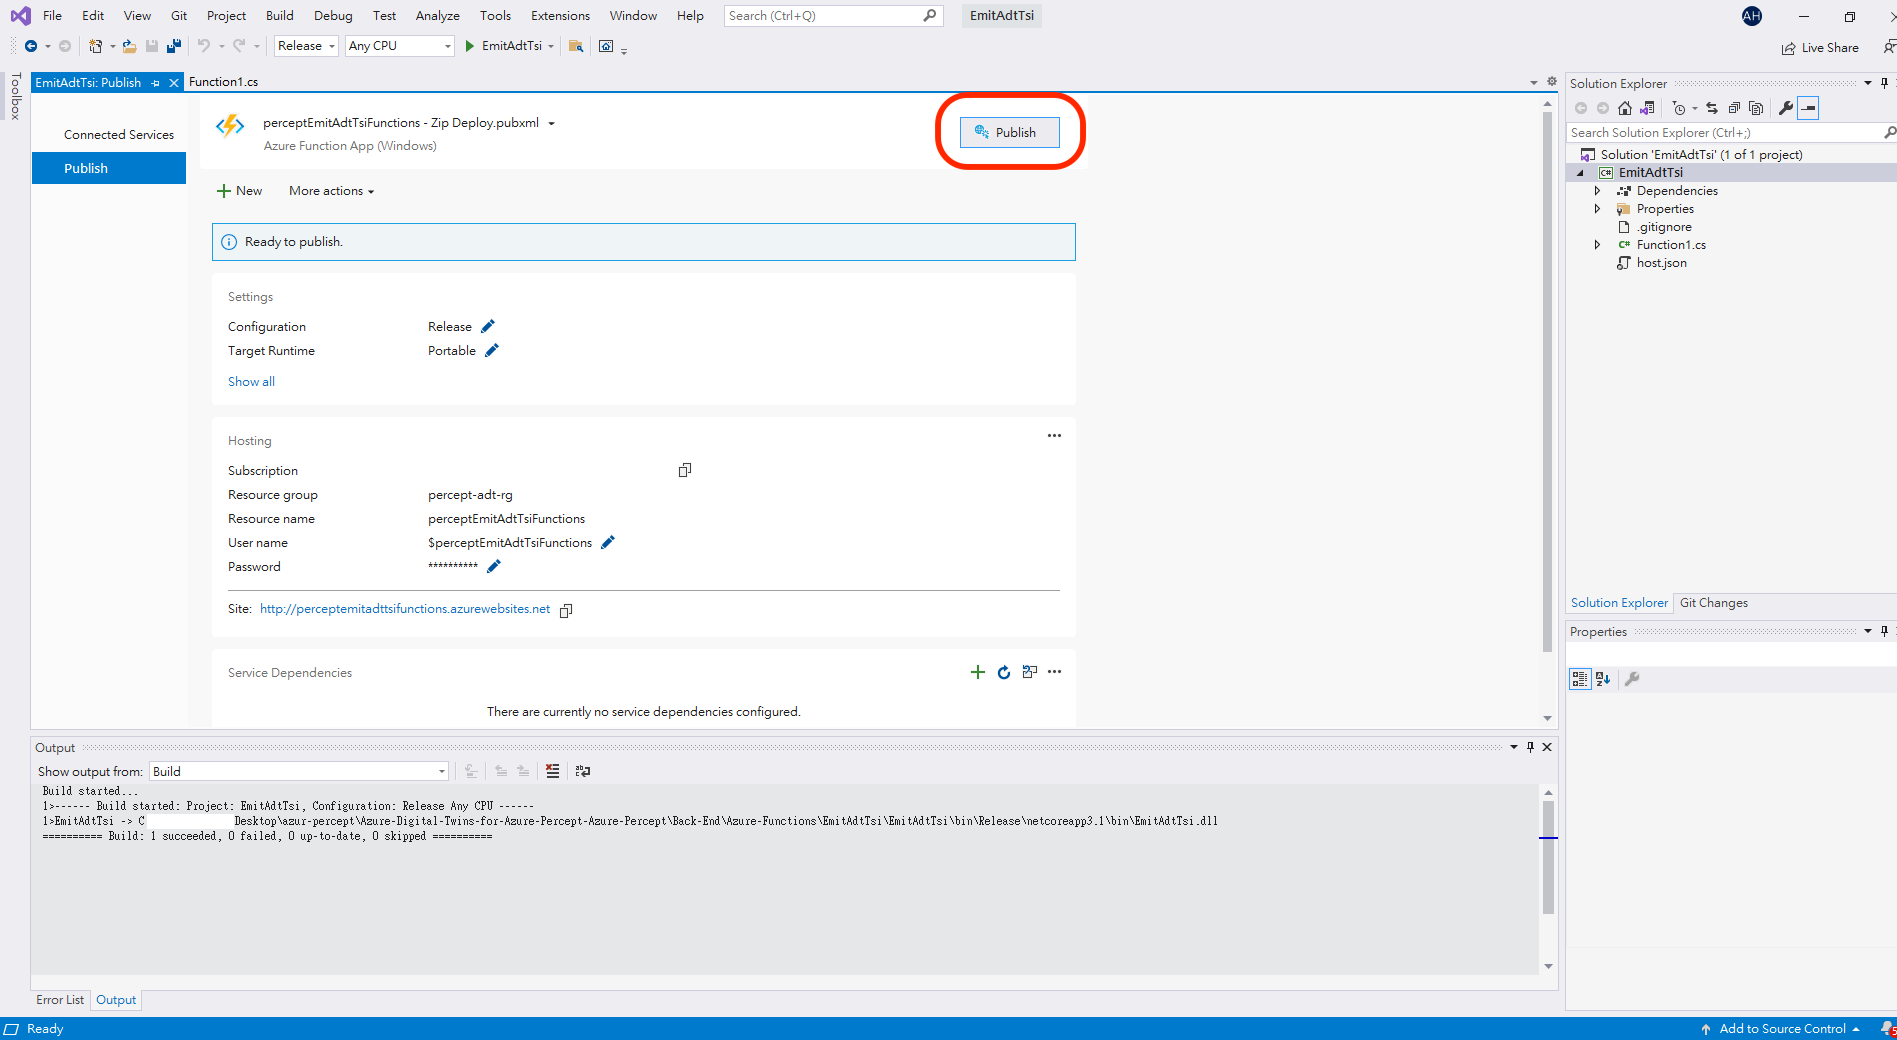 File Edit View Git Project Build Debug Test Analyze Tools Extensions Window Help Search (Ctrl+Q) EmitAdtTsi AH
Release Any CPU EmitAdtTsi Live Share
Toolbox
EmitAdtTsi: Publish Function1.cs
Connected Services
Publish
perceptEmitAdtTsiFunctions - Zip Deploy.pubxml
Azure Function App (Windows)
Publish
New More actions
Ready to publish.
Settings
Configuration Release
Target Runtime Portable
Show all
Hosting
Subscription
Resource group percept-adt-rg
Resource name perceptEmitAdtTsiFunctions
User name $perceptEmitAdtTsiFunctions
Password **********
Site: http://perceptemitadttsifunctions.azurewebsites.net
Service Dependencies
There are currently no service dependencies configured.
Solution Explorer
Search Solution Explorer (Ctrl+;)
Solution 'EmitAdtTsi' (1 of 1 project)
C# EmitAdtTsi
Dependencies
Properties
.gitignore
C# Function1.cs
host.json
Solution Explorer Git Changes
Properties
Output
Show output from: Build
Build started...
1>------ Build started: Project: EmitAdtTsi, Configuration: Release Any CPU ------
1>EmitAdtTsi -> C Desktop\azur-percept\Azure-Digital-Twins-for-Azure-Percept-Azure-Percept\Back-End\Azure-Functions\EmitAdtTsi\EmitAdtTsi\bin\Release\netcoreapp3.1\bin\EmitAdtTsi.dll
========== Build: 1 succeeded, 0 failed, 0 up-to-date, 0 skipped ==========
Error List Output
Ready Add to Source Control 5